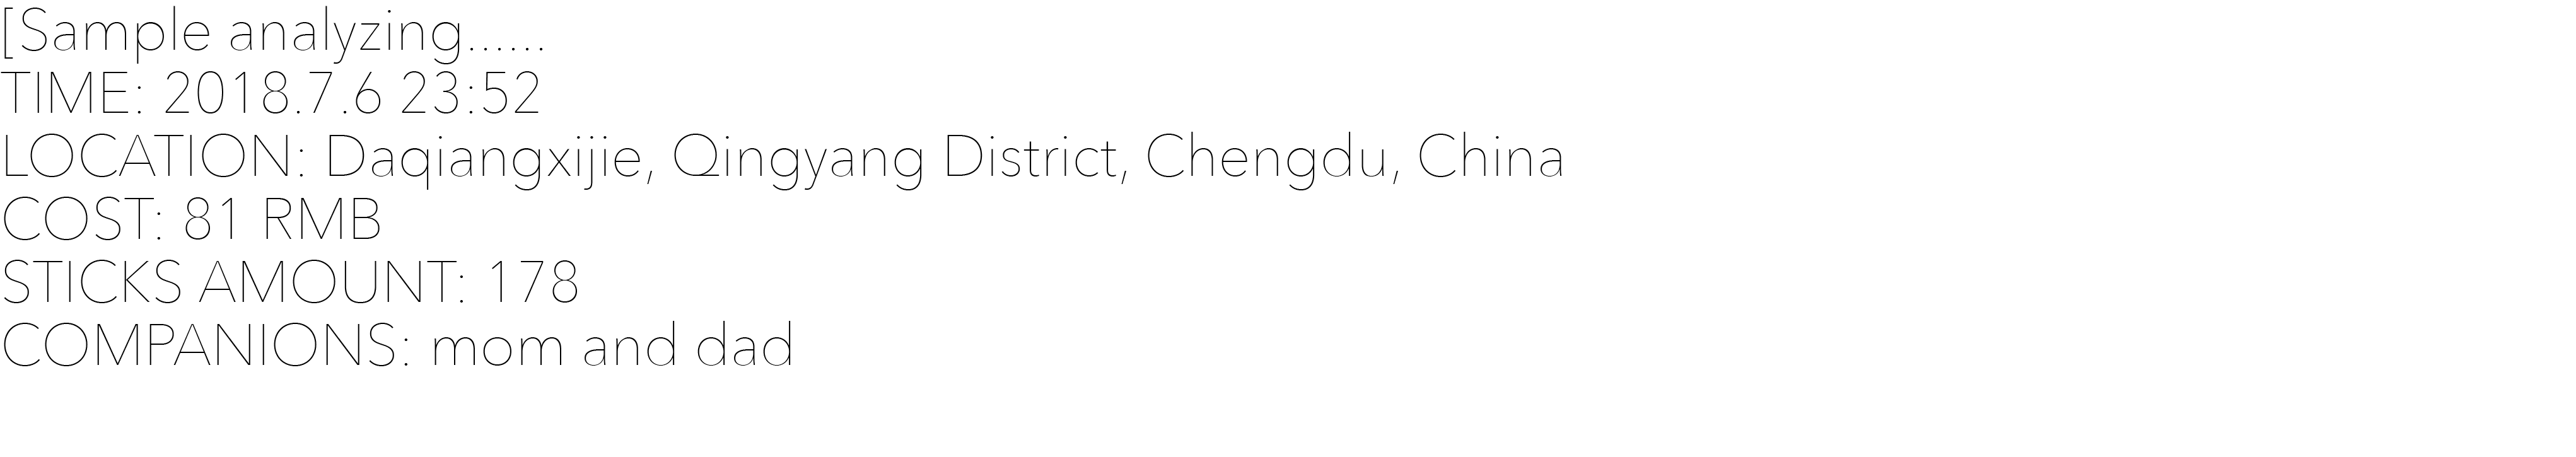 [Sample analyzing......
TIME: 2018.7.6 23:52
LOCATION: Daqiangxijie, Qingyang District, Chengdu, China
COST: 81 RMB
STICKS AMOUNT: 178
COMPANIONS: mom and dad